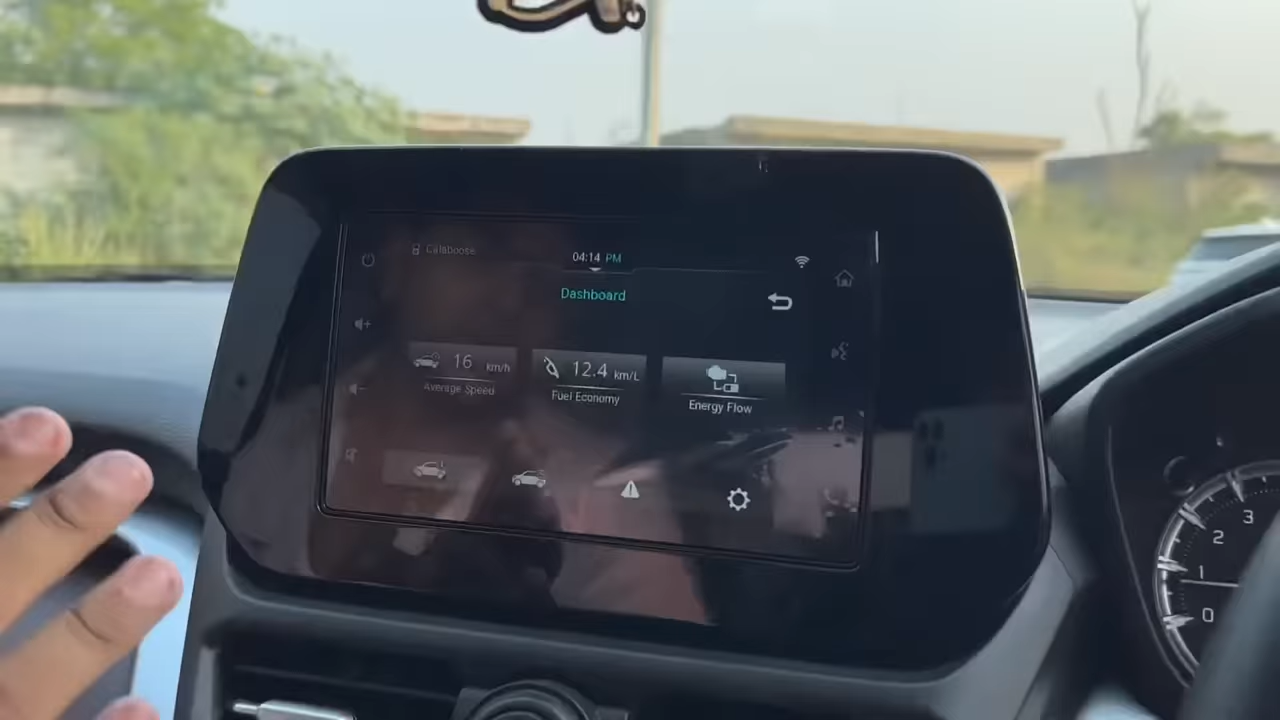 Calaboose
04:14 PM
Dashboard
16 km/h
Average Speed
12.4 km/L
Fuel Economy
Energy Flow
3
2
1
0